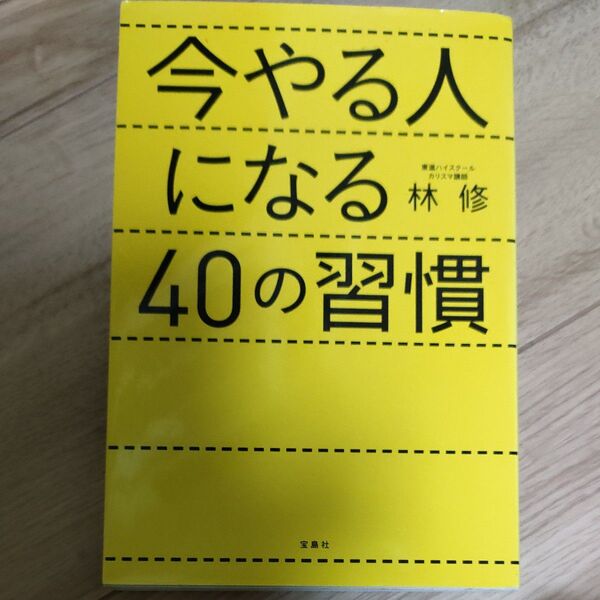 今やる人
になる
東進ハイスクール
カリスマ講師
林 修
40の習慣
宝島社